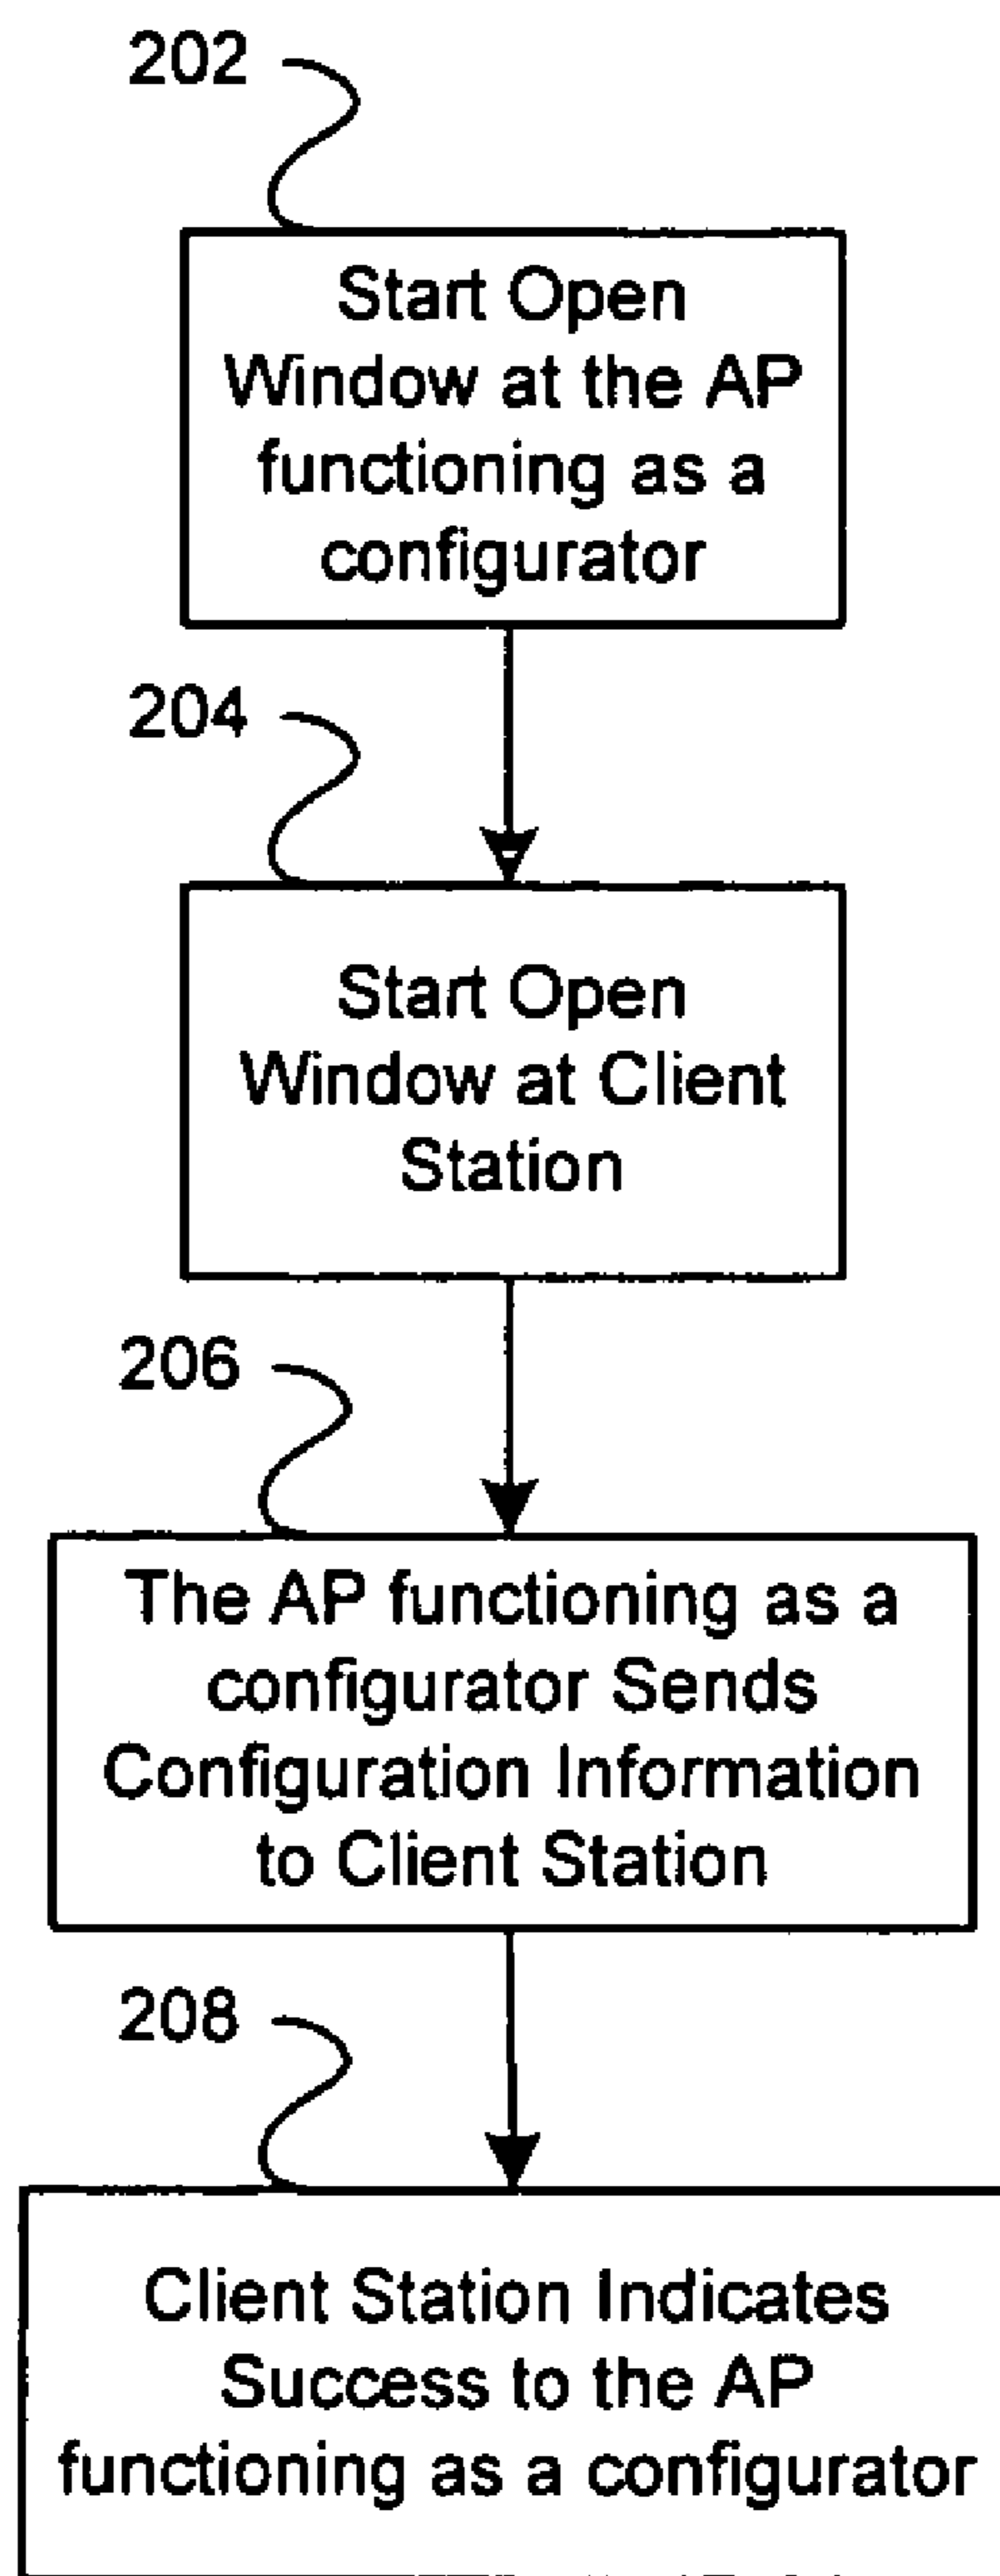 202
Start Open
Window at the AP
functioning as a
configurator
204
Start Open
Window at Client
Station
206
The AP functioning as a
configurator Sends
Configuration Information
to Client Station
208
Client Station Indicates
Success to the AP
functioning as a configurator